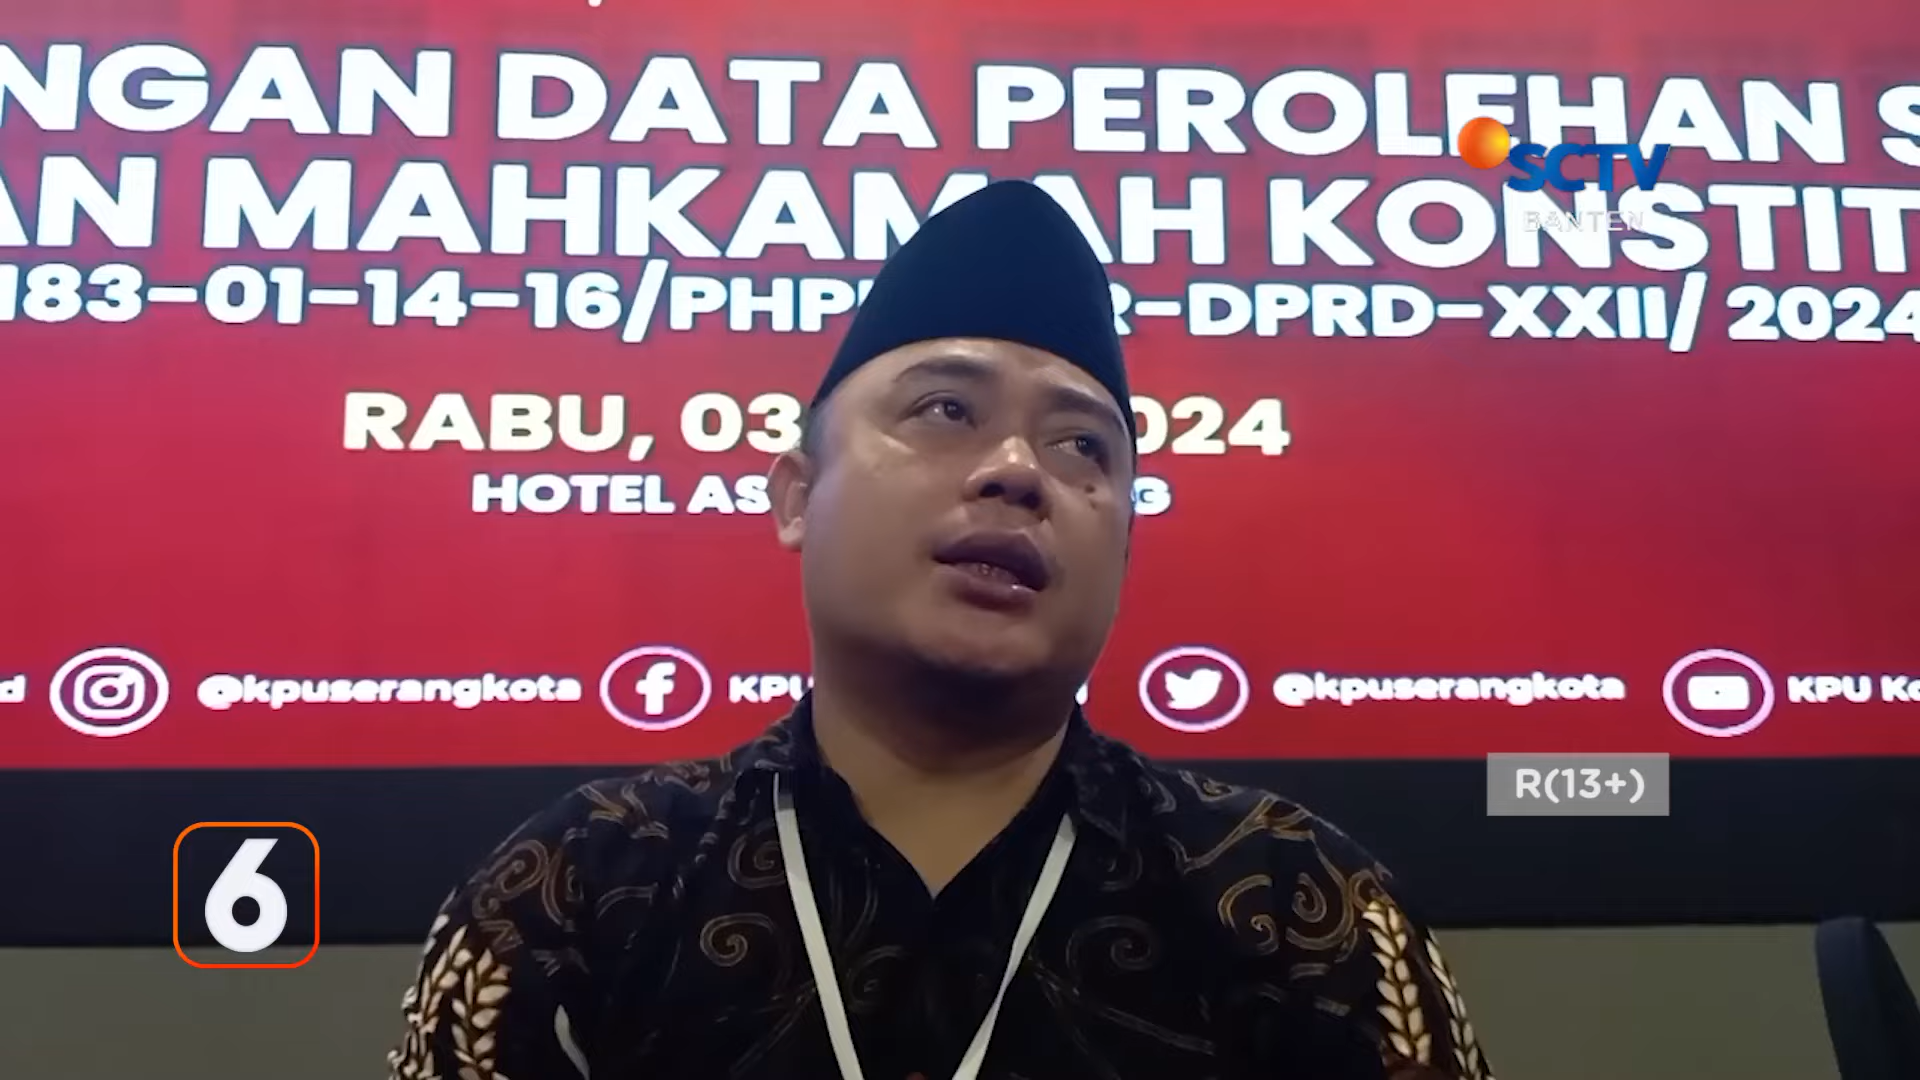 NGAN DATA PEROLEHAN S
AN MAHKAMAH KONSTIT
183-01-14-16/PHP R-DPRD-XXII/ 2024
RABU, 03 2024
HOTEL AS G
d @kpuserangkota KPU @kpuserangkota KPU Ko
SCTV
BANTEN
R(13+)
6